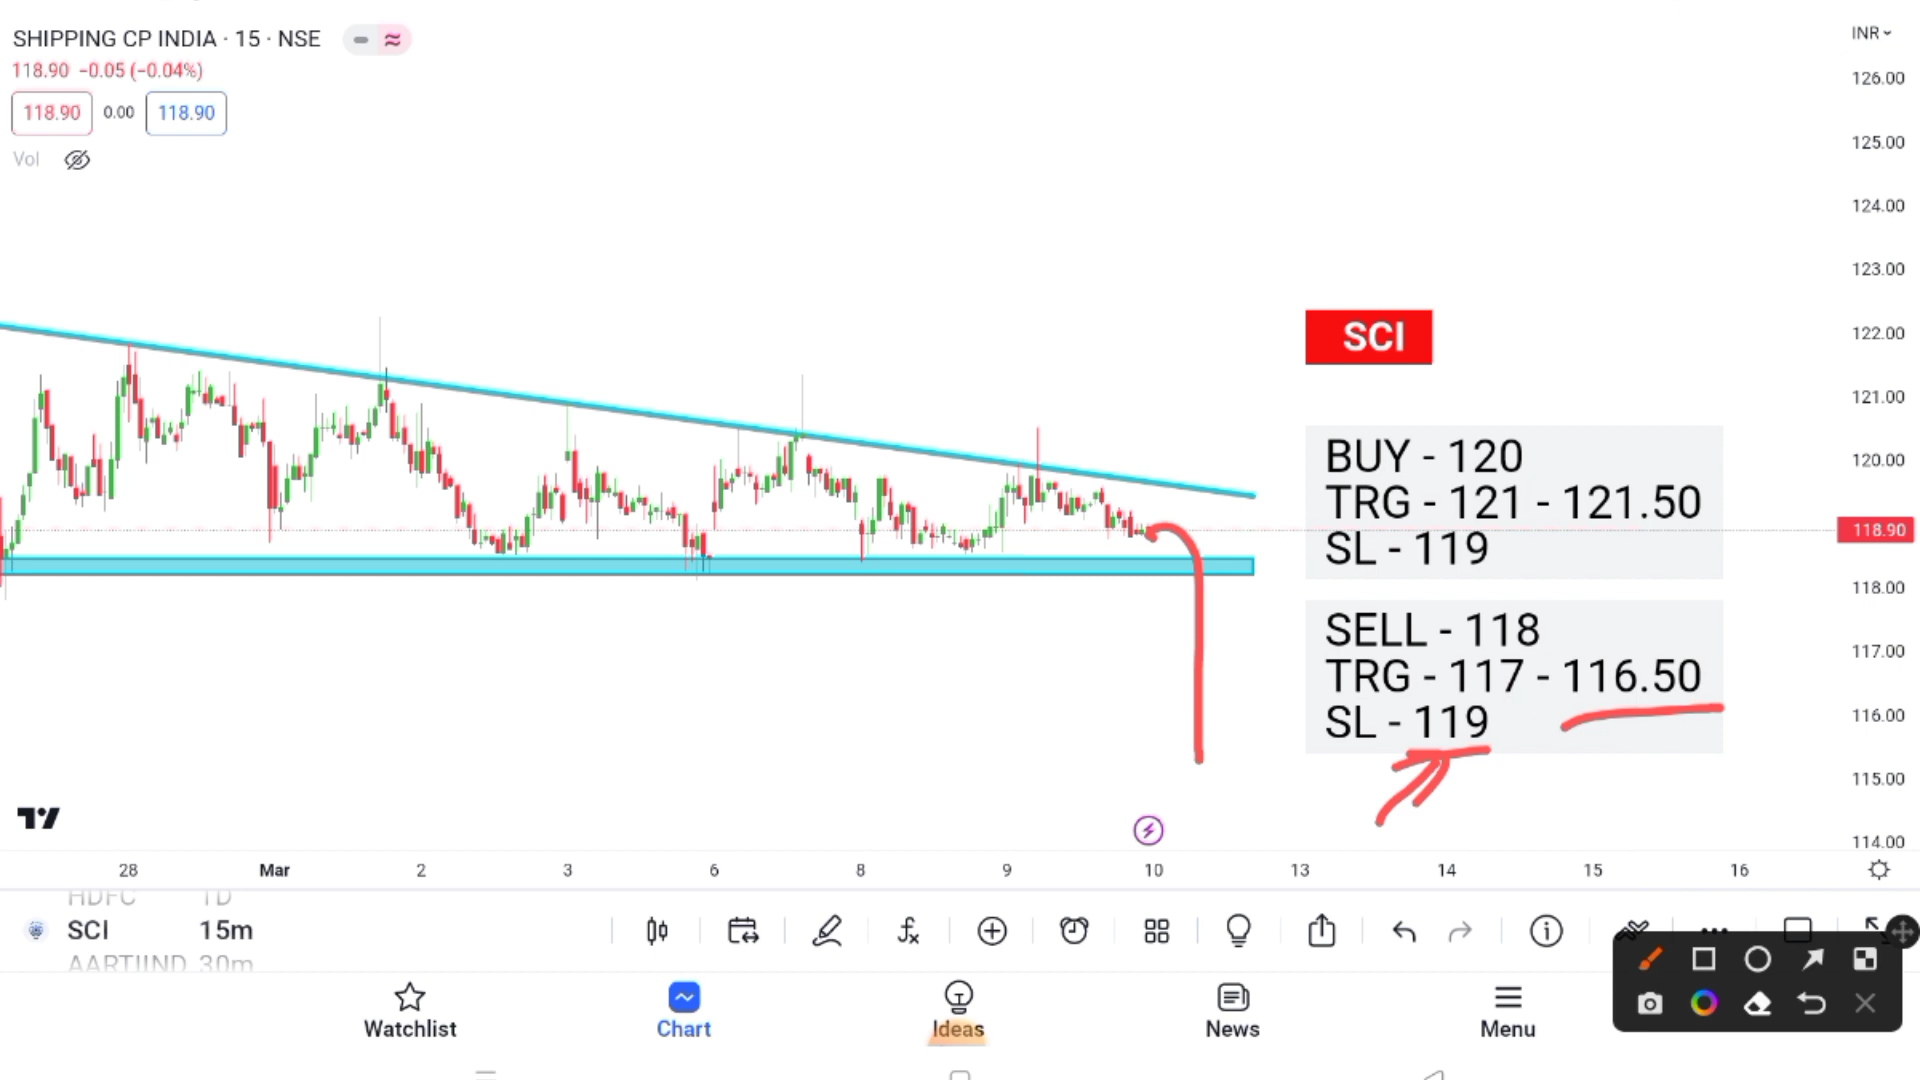 SHIPPING CP INDIA · 15 · NSE
118.90 −0.05 (−0.04%)
118.90 0.00 118.90
Vol
INR
126.00
125.00
124.00
123.00
122.00
121.00
120.00
118.90
118.00
117.00
116.00
115.00
114.00
SCI
BUY - 120
TRG - 121 - 121.50
SL - 119
SELL - 118
TRG - 117 - 116.50
SL - 119
28 Mar 2 3 6 8 9 10 13 14 15 16
HDFC 1D
SCI 15m
AARTIIND 30m
Watchlist Chart Ideas News Menu